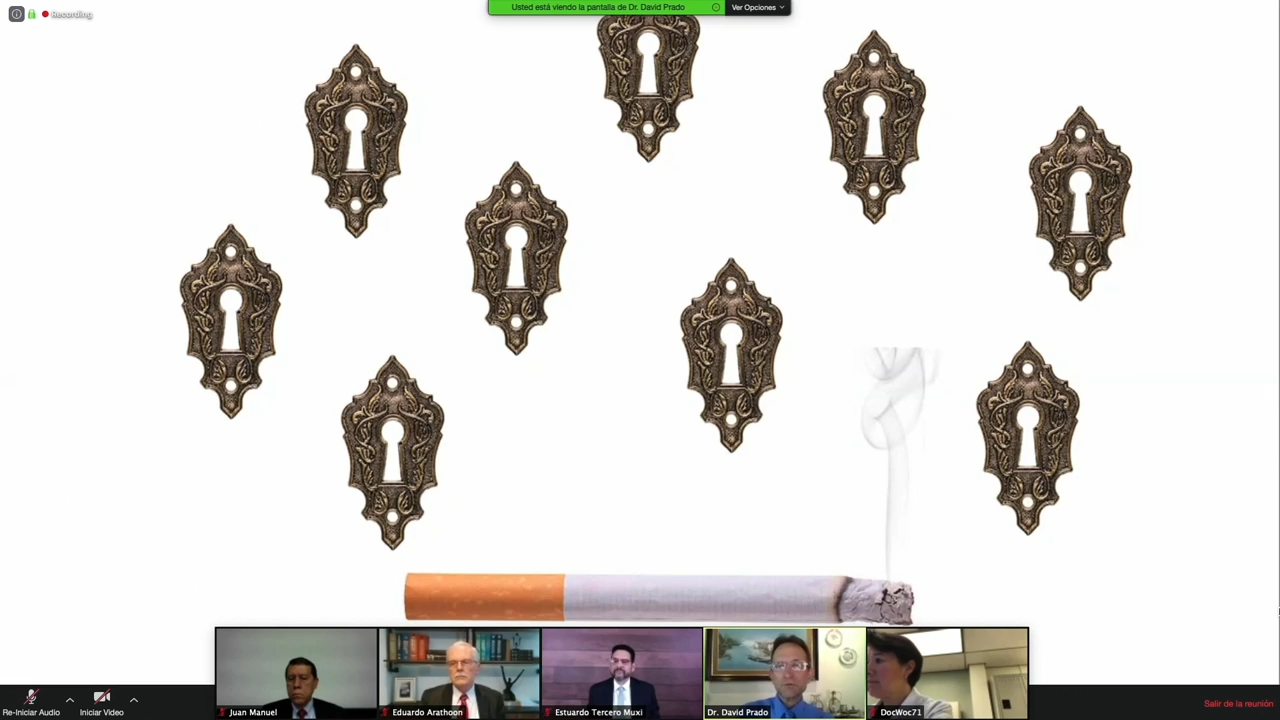 Recording
Usted está viendo la pantalla de Dr. David Prado
Ver Opciones
Juan Manuel
Eduardo Arathoon
Estuardo Tercero Muxi
Dr. David Prado
DocWoc71
Re-Iniciar Audio
Iniciar Video
Salir de la reunión